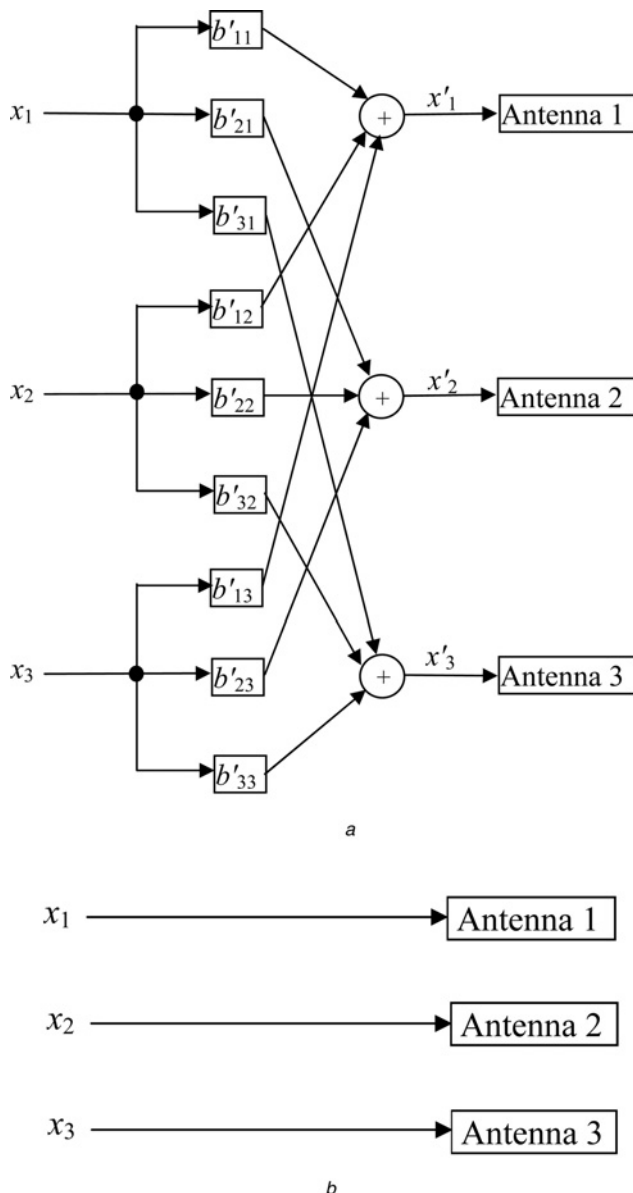 b′₁₁
x₁ b′₂₁ + x′₁ Antenna 1
b′₃₁
b′₁₂
x₂ b′₂₂ + x′₂ Antenna 2
b′₃₂
b′₁₃
x₃ b′₂₃ + x′₃ Antenna 3
b′₃₃
a
x₁ Antenna 1
x₂ Antenna 2
x₃ Antenna 3
b